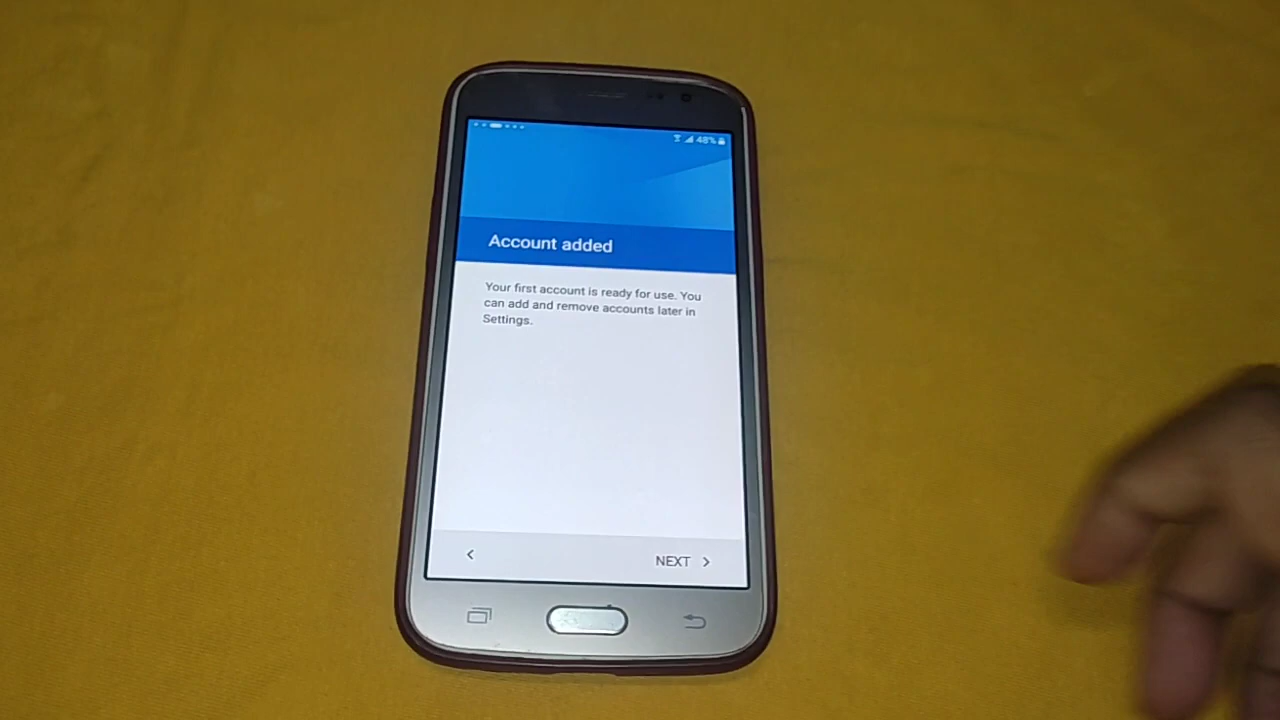 48%
Account added
Your first account is ready for use. You
can add and remove accounts later in
Settings.
NEXT